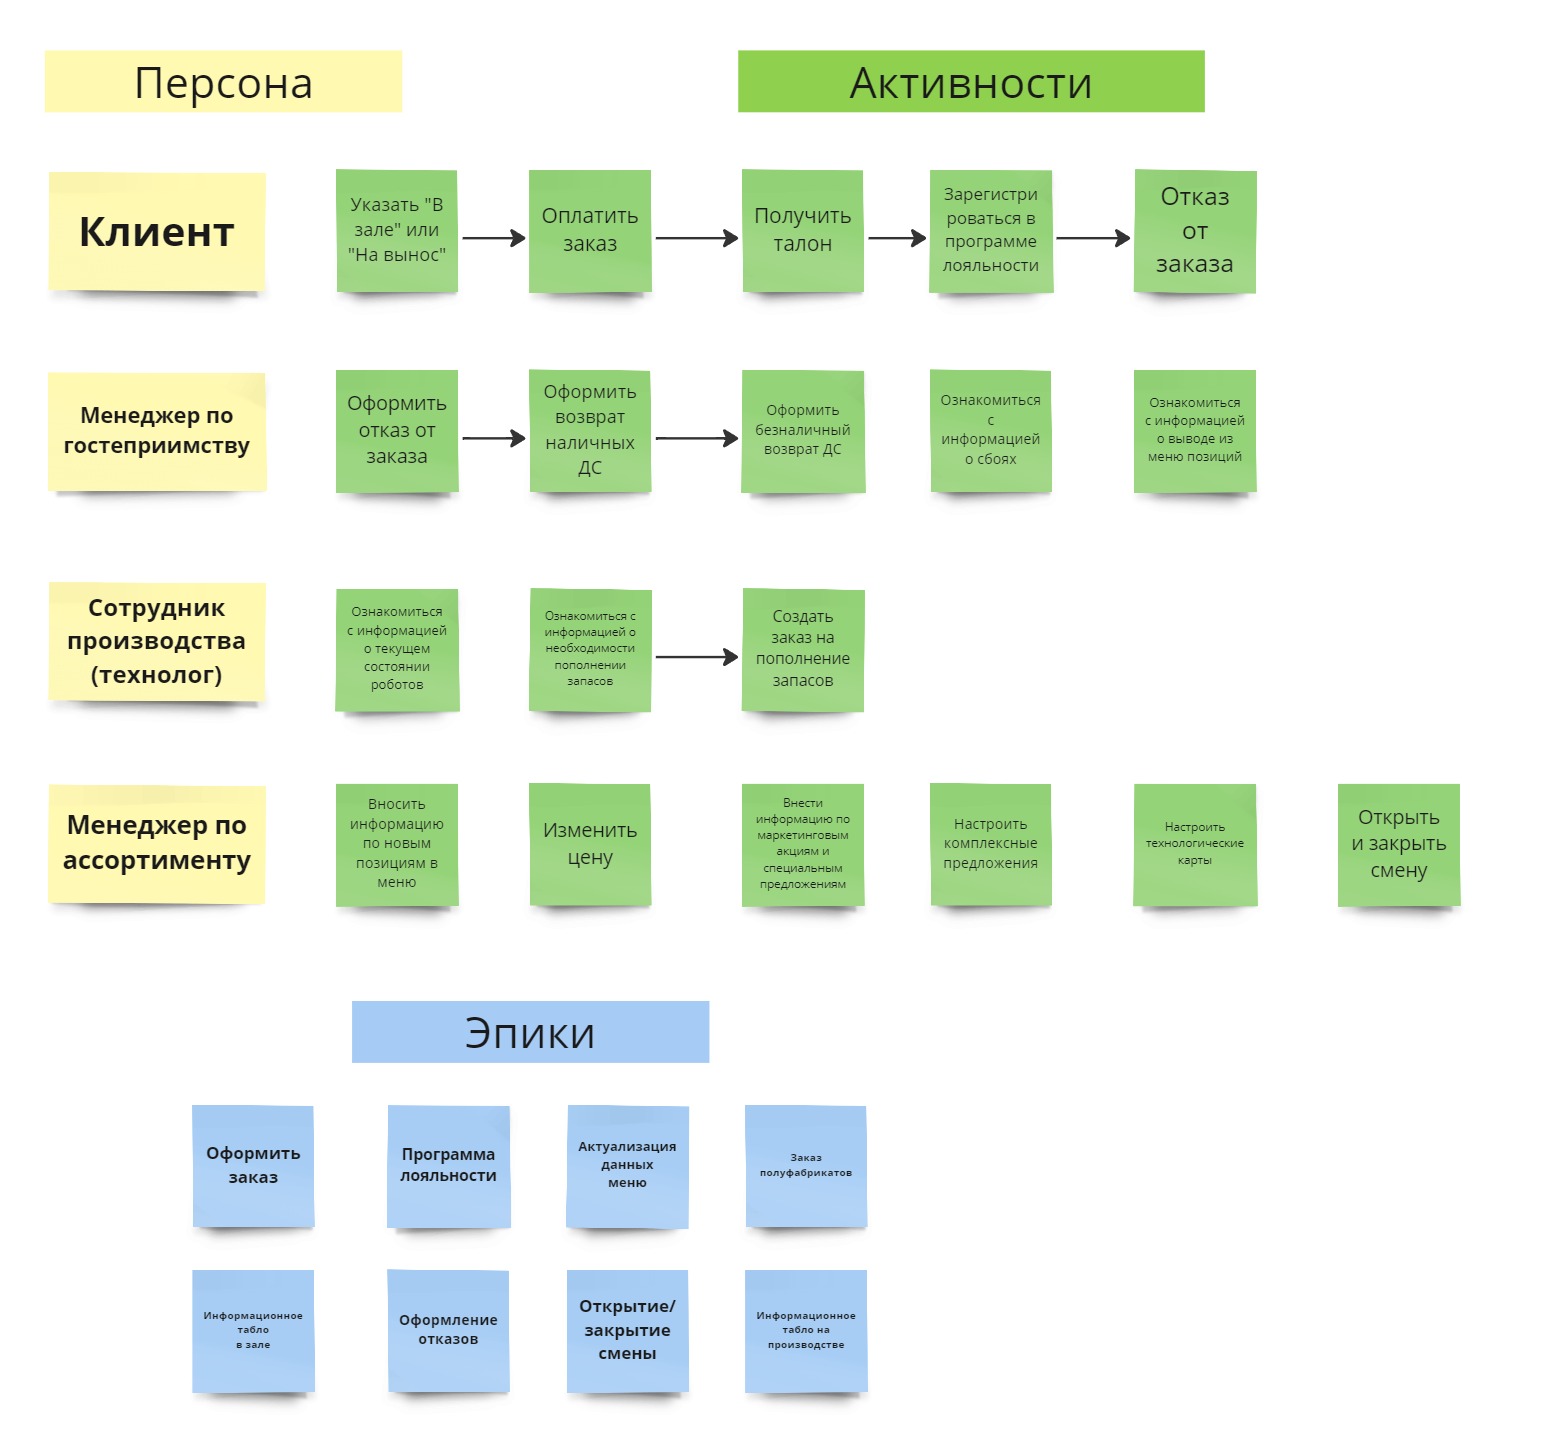 Персона
Активности
Клиент
Указать "В
зале" или
"На вынос"
Оплатить
заказ
Получить
талон
Зарегистри
роваться в
программе
лояльности
Отказ
от
заказа
Менеджер по
гостеприимству
Оформить
отказ от
заказа
Оформить
возврат
наличных
ДС
Оформить
безналичный
возврат ДС
Ознакомиться
с
информацией
о сбоях
Ознакомиться
с информацией
о выводе из
меню позиций
Сотрудник
производства
(технолог)
Ознакомиться
с информацией
о текущем
состоянии
роботов
Ознакомиться с
информацией о
необходимости
пополнении
запасов
Создать
заказ на
пополнение
запасов
Менеджер по
ассортименту
Вносить
информацию
по новым
позициям в
меню
Изменить
цену
Внести
информацию по
маркетинговым
акциям и
специальным
предложениям
Настроить
комплексные
предложения
Настроить
технологические
карты
Открыть
и закрыть
смену
Эпики
Оформить
заказ
Программа
лояльности
Актуализация
данных
меню
Заказ
полуфабрикатов
Информационное
табло
в зале
Оформление
отказов
Открытие/
закрытие
смены
Информационное
табло на
производстве